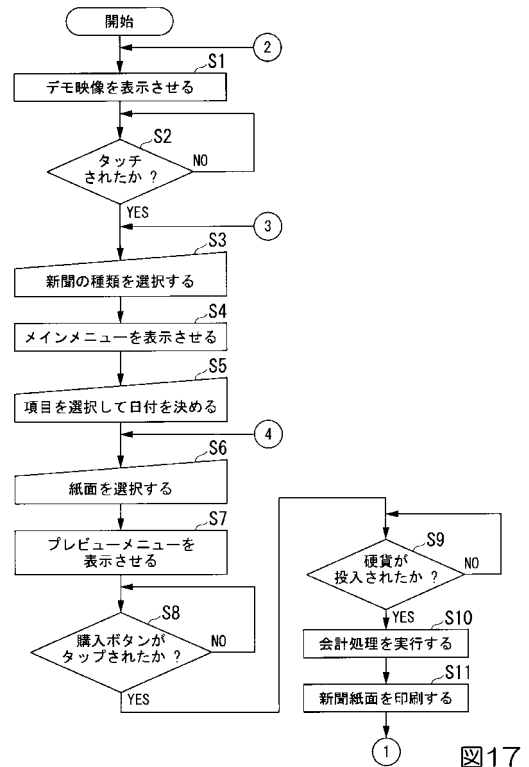 開始
2
S1
デモ映像を表示させる
S2
タッチ
されたか ?
NO
YES
3
S3
新聞の種類を選択する
S4
メインメニューを表示させる
S5
項目を選択して日付を決める
4
S6
紙面を選択する
S7
プレビューメニューを
表示させる
S8
購入ボタンが
タップされたか ?
NO
YES
S9
硬貨が
投入されたか ?
NO
YES
S10
会計処理を実行する
S11
新聞紙面を印刷する
1
図17